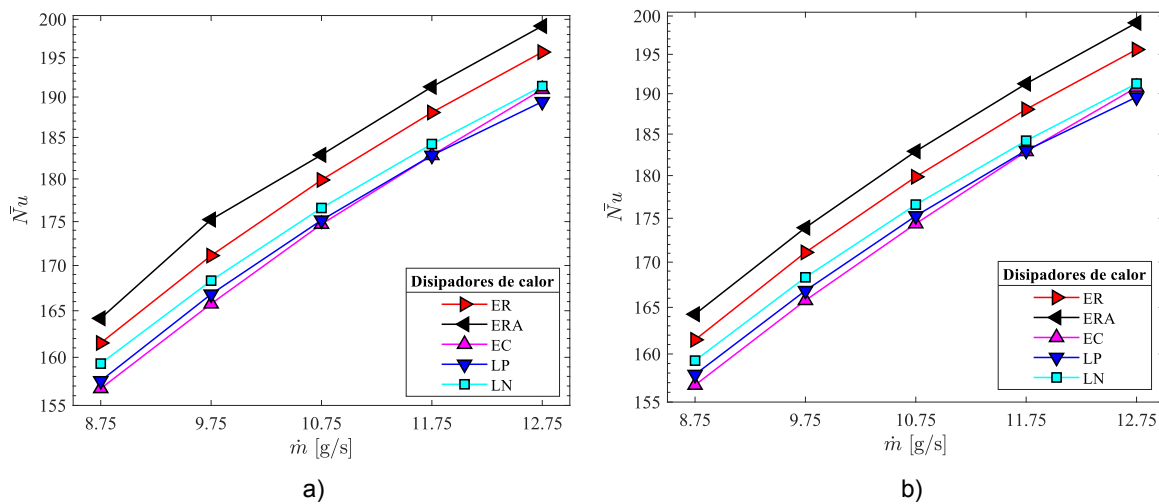 200
195
190
185
180
175
170
165
160
155
N̄u
8.75 9.75 10.75 11.75 12.75
ṁ [g/s]
Disipadores de calor
ER
ERA
EC
LP
LN
a)
200
195
190
185
180
175
170
165
160
155
N̄u
8.75 9.75 10.75 11.75 12.75
ṁ [g/s]
Disipadores de calor
ER
ERA
EC
LP
LN
b)